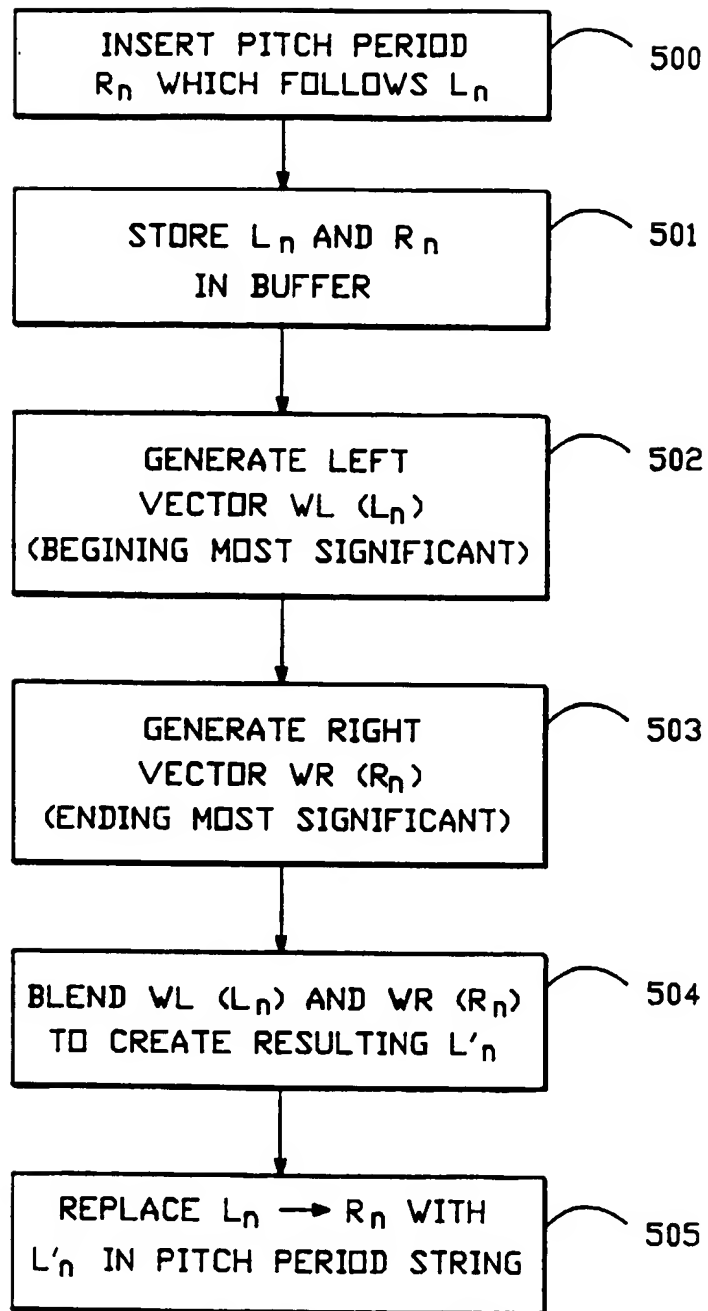 INSERT PITCH PERIOD
Rn WHICH FOLLOWS Ln
500
STORE Ln AND Rn
IN BUFFER
501
GENERATE LEFT
VECTOR WL (Ln)
(BEGINING MOST SIGNIFICANT)
502
GENERATE RIGHT
VECTOR WR (Rn)
(ENDING MOST SIGNIFICANT)
503
BLEND WL (Ln) AND WR (Rn)
TO CREATE RESULTING L'n
504
REPLACE Ln → Rn WITH
L'n IN PITCH PERIOD STRING
505